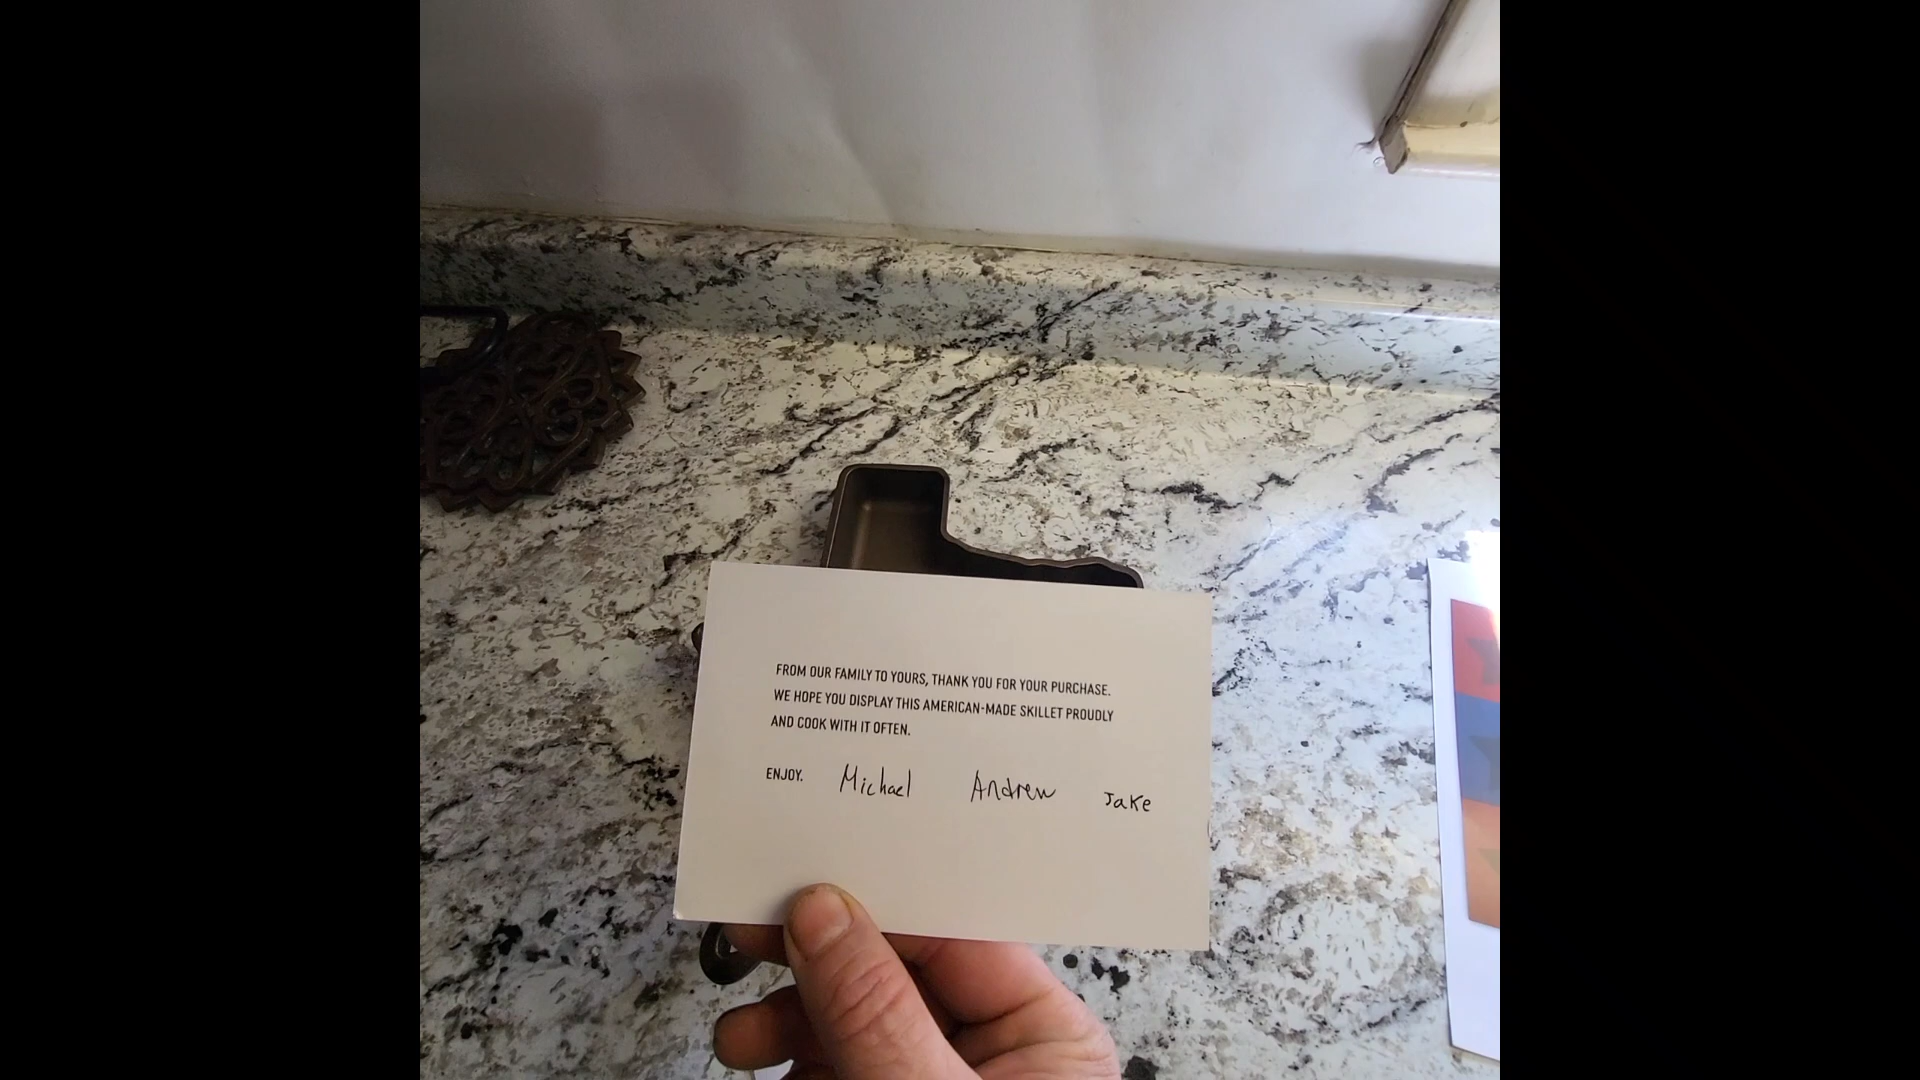 FROM OUR FAMILY TO YOURS, THANK YOU FOR YOUR PURCHASE.
WE HOPE YOU DISPLAY THIS AMERICAN-MADE SKILLET PROUDLY
AND COOK WITH IT OFTEN.
ENJOY. Michael Andrew Jake